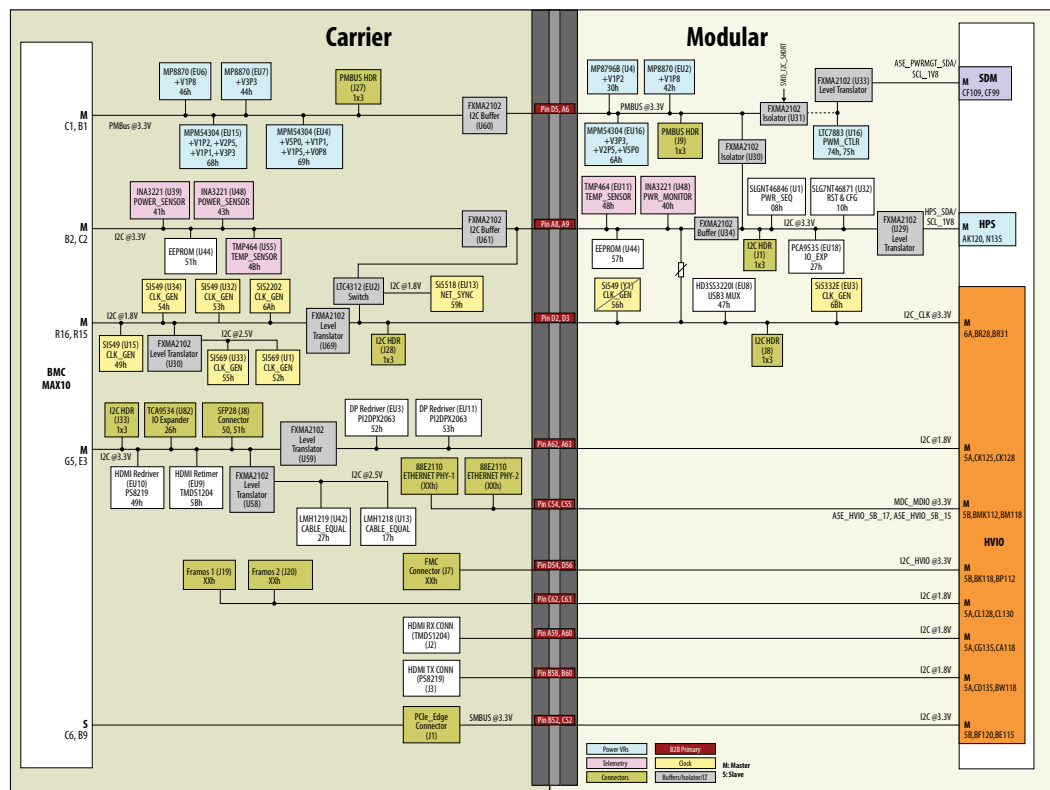 Carrier
Modular
BMC
MAX10
M
C1, B1
PMBus @3.3V
MP8870 (EU6)
+V1P8
46h
MP8870 (EU7)
+V3P3
44h
PMBUS HDR
(J27)
1x3
MPM54304 (EU15)
+V1P2, +V2P5,
+V1P1, +V3P3
68h
MPM54304 (EU4)
+V5P0, +V1P1,
+V1P5,+V0P8
69h
FXMA2102
I2C Buffer
(U60)
Pin D5, A6
MP8796B (U4)
+V1P2
30h
MP8870 (EU2)
+V1P8
42h
PMBUS @3.3V
MPM54304 (EU16)
+V3P3,
+V2P5,+V5P0
6Ah
PMBUS HDR
(J9)
1x3
SMD_I2C_SHORT
FXMA2102
Isolator (U31)
FXMA2102
Isolator (U30)
FXMA2102 (U33)
Level Translator
LTC7883 (U16)
PWM_CTLR
74h, 75h
A5E_PWRMGT_SDA/
SCL_1V8
M SDM
CF109, CF99
M
B2, C2
I2C @3.3V
INA3221 (U39)
POWER_SENSOR
41h
INA3221 (U48)
POWER_SENSOR
43h
EEPROM (U44)
51h
TMP464 (U55)
TEMP_SENSOR
4Bh
FXMA2102
I2C Buffer
(U61)
Pin A8, A9
TMP464 (EU11)
TEMP_SENSOR
48h
INA3221 (U48)
PWR_MONITOR
40h
EEPROM (U44)
57h
FXMA2102
Buffer (U34)
SLGNT46846 (U1)
PWR_SEQ
08h
SLG7NT46871 (U32)
RST & CFG
10h
I2C @3.3V
I2C HDR
(J1)
1x3
PCA9535 (EU18)
IO_EXP
27h
FXMA2102
(U29) Level
Translator
HPS_SDA/
SCL_1V8
M HPS
AK120, N135
LTC4312 (EU2)
Switch
I2C @1.8V
Si5518 (EU13)
NET_SYNC
59h
M
R16, R15
I2C @1.8V
SI549 (U34)
CLK_GEN
54h
SI549 (U32)
CLK_GEN
53h
SI52202
CLK_GEN
6Ah
SI549 (U15)
CLK_GEN
49h
FXMA2102
Level Translator
(U30)
I2C @2.5V
SI569 (U33)
CLK_GEN
55h
SI569 (U1)
CLK_GEN
52h
FXMA2102
Level
Translator
(U69)
I2C HDR
(J28)
1x3
Pin D2, D3
Si549 (Y3)
CLK_GEN
56h
HD3SS3220I (EU8)
USB3 MUX
47h
I2C HDR
(J8)
1x3
Si5332E (EU3)
CLK_GEN
6Bh
I2C_CLK @3.3V
M
6A,BR28,BR31
M
G5, E3
I2C @3.3V
I2C HDR
(J33)
1x3
TCA9534 (U82)
IO Expander
26h
SFP28 (J8)
Connector
50, 51h
HDMI Redriver
(EU10)
PS8219
49h
HDMI Retimer
(EU9)
TMDS1204
5Bh
FXMA2102
Level
Translator
(U58)
FXMA2102
Level
Translator
(U59)
DP Redriver (EU3)
PI2DPX2063
52h
DP Redriver (EU11)
PI2DPX2063
53h
I2C @2.5V
LMH1219 (U42)
CABLE_EQUAL
27h
LMH1218 (U13)
CABLE_EQUAL
17h
Pin A62, A63
I2C @1.8V
M
5A,CK125,CK128
88E2110
ETHERNET PHY-1
(XXh)
88E2110
ETHERNET PHY-2
(XXh)
Pin C54, C55
MDC_MDIO @3.3V
A5E_HVIO_5B_17, A5E_HVIO_5B_15
M
5B,BMK112,BM118
HVIO
FMC
Connector (J7)
XXh
Pin D54, D56
I2C_HVIO @3.3V
M
5B,BK118,BP112
Framos 1 (J19)
XXh
Framos 2 (J20)
XXh
Pin C62, C63
I2C @1.8V
M
5A,CL128,CL130
HDMI RX CONN
(TMDS1204)
(J2)
Pin A59, A60
I2C @1.8V
M
5A,CG135,CA118
HDMI TX CONN
(PS8219)
(J3)
Pin B58, B60
I2C @1.8V
M
5A,CD135,BW118
S
C6, B9
PCIe_Edge
Connector
(J1)
SMBUS @3.3V
Pin B52, C52
I2C @3.3V
M
5B,BF120,BE115
Power VRs
B2B Primary
Telemetry
Clock
Connectors
Buffers/Isolator/LT
M: Master
S: Slave